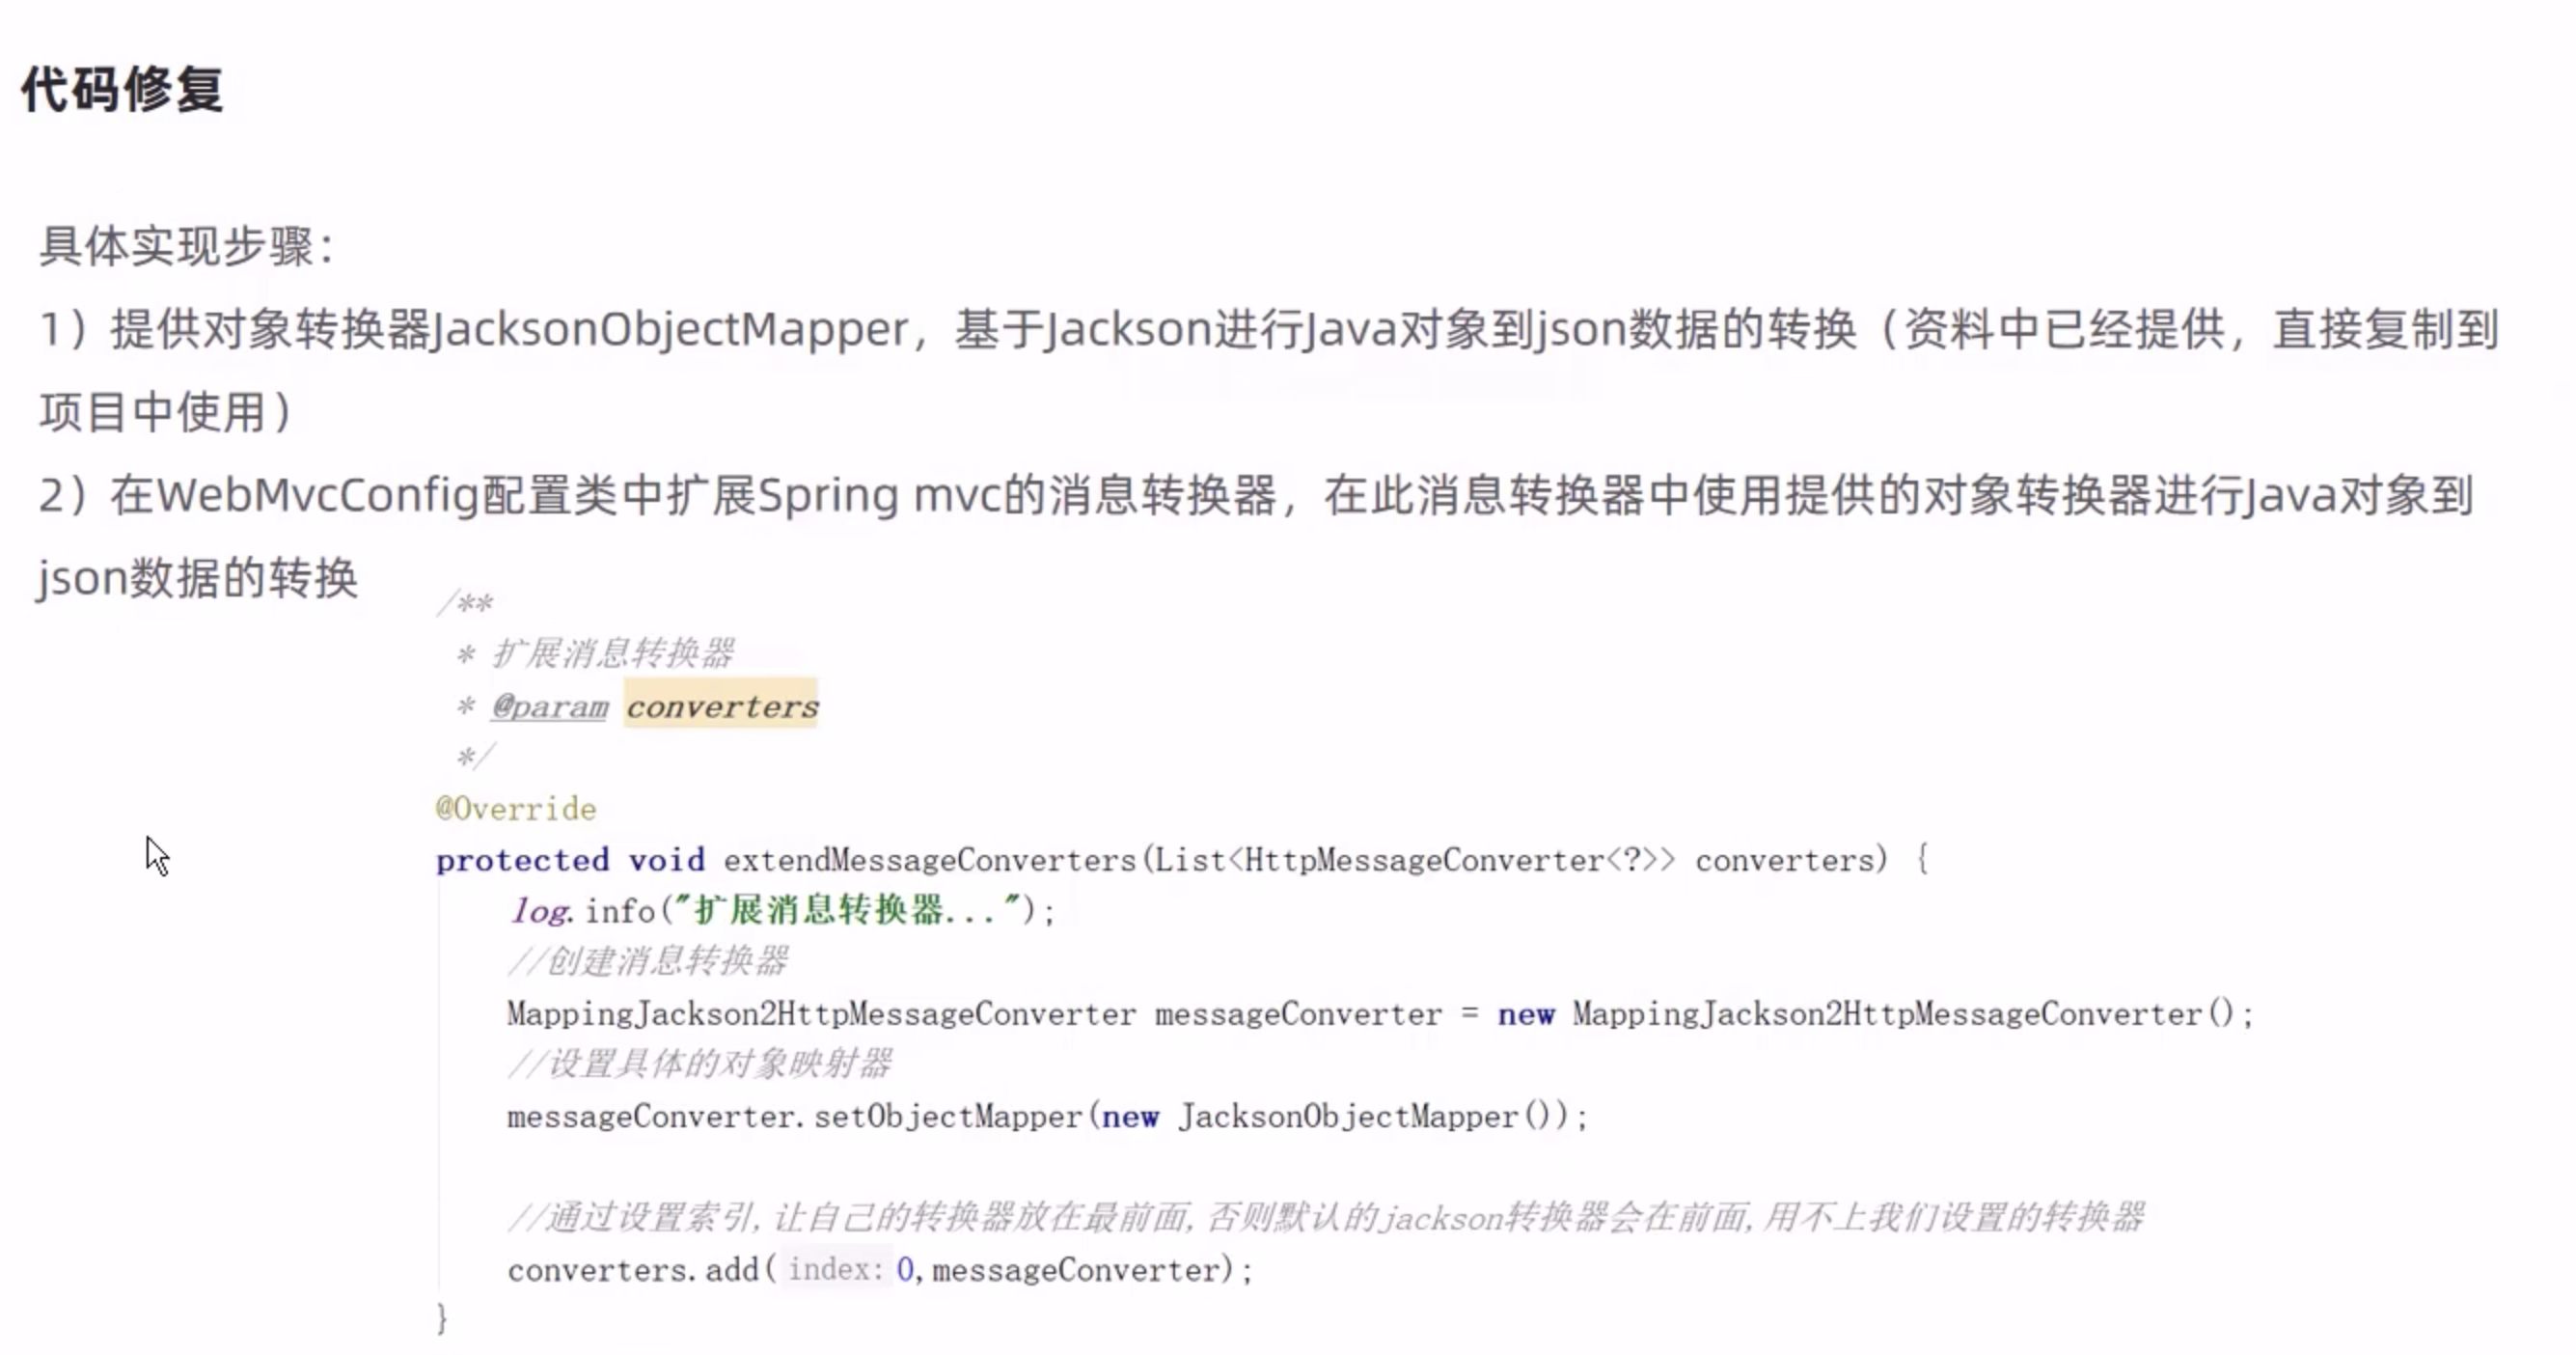 代码修复
具体实现步骤：
1）提供对象转换器JacksonObjectMapper，基于Jackson进行Java对象到json数据的转换（资料中已经提供，直接复制到
项目中使用）
2）在WebMvcConfig配置类中扩展Spring mvc的消息转换器，在此消息转换器中使用提供的对象转换器进行Java对象到
json数据的转换
/**
* 扩展消息转换器
* @param converters
*/
@Override
protected void extendMessageConverters(List<HttpMessageConverter<?>> converters) {
log.info("扩展消息转换器...");
//创建消息转换器
MappingJackson2HttpMessageConverter messageConverter = new MappingJackson2HttpMessageConverter();
//设置具体的对象映射器
messageConverter.setObjectMapper(new JacksonObjectMapper());
//通过设置索引,让自己的转换器放在最前面,否则默认的jackson转换器会在前面,用不上我们设置的转换器
converters.add( index: 0,messageConverter);
}